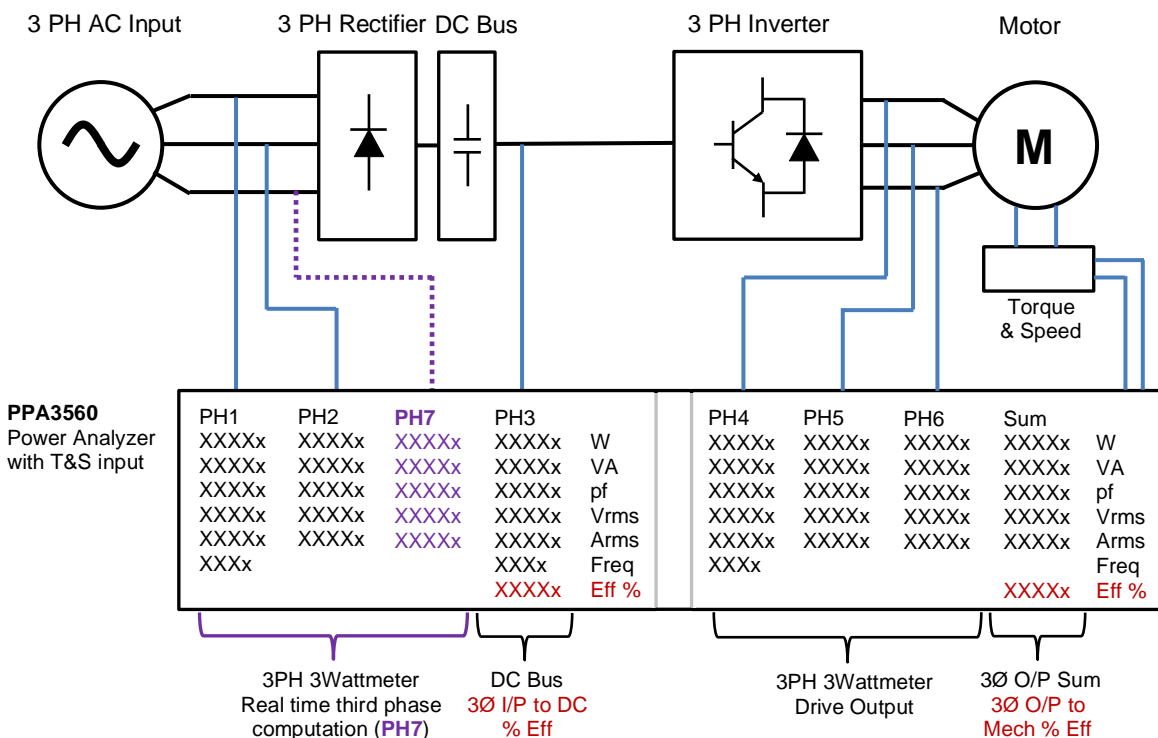 3 PH AC Input
3 PH Rectifier
DC Bus
3 PH Inverter
Motor
M
Torque
& Speed
PPA3560
Power Analyzer
with T&S input
PH1 PH2 PH7 PH3 PH4 PH5 PH6 Sum
XXXXx XXXXx XXXXx XXXXx W XXXXx XXXXx XXXXx XXXXx W
XXXXx XXXXx XXXXx XXXXx VA XXXXx XXXXx XXXXx XXXXx VA
XXXXx XXXXx XXXXx XXXXx pf XXXXx XXXXx XXXXx XXXXx pf
XXXXx XXXXx XXXXx XXXXx Vrms XXXXx XXXXx XXXXx XXXXx Vrms
XXXXx XXXXx XXXXx XXXXx Arms XXXXx XXXXx XXXXx XXXXx Arms
XXXx XXXx Freq XXXx Freq
XXXXx Eff % XXXXx Eff %
3PH 3Wattmeter
Real time third phase
computation (PH7)
DC Bus
3Ø I/P to DC
% Eff
3PH 3Wattmeter
Drive Output
3Ø O/P Sum
3Ø O/P to
Mech % Eff